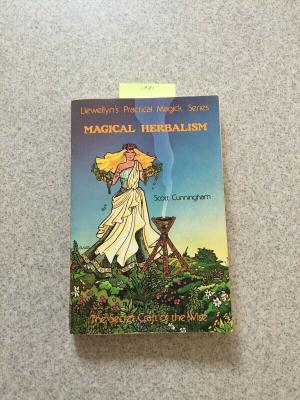 Llewellyn's Practical Magick Series
MAGICAL HERBALISM
Scott Cunningham
The Secret Craft of the Wise